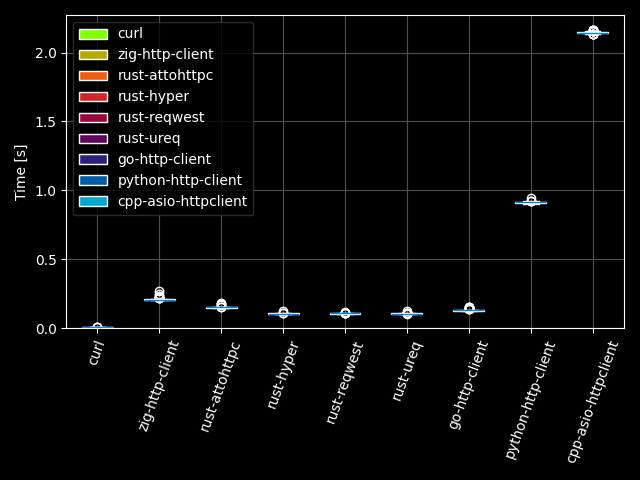 curl
zig-http-client
rust-attohttpc
rust-hyper
rust-reqwest
rust-ureq
go-http-client
python-http-client
cpp-asio-httpclient
Time [s]
2.0
1.5
1.0
0.5
0.0
curl
zig-http-client
rust-attohttpc
rust-hyper
rust-reqwest
rust-ureq
go-http-client
python-http-client
cpp-asio-httpclient